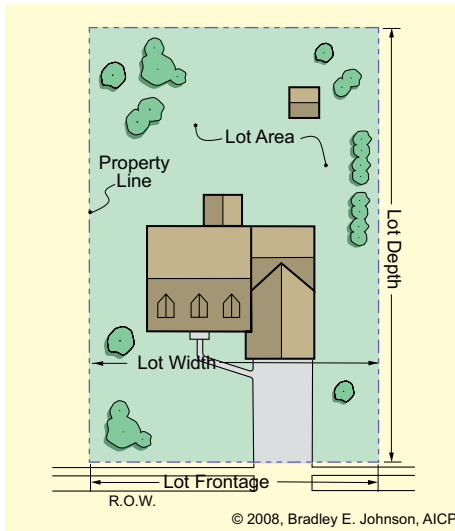 Lot Area
Property
Line
Lot Depth
Lot Width
Lot Frontage
R.O.W.
© 2008, Bradley E. Johnson, AICP